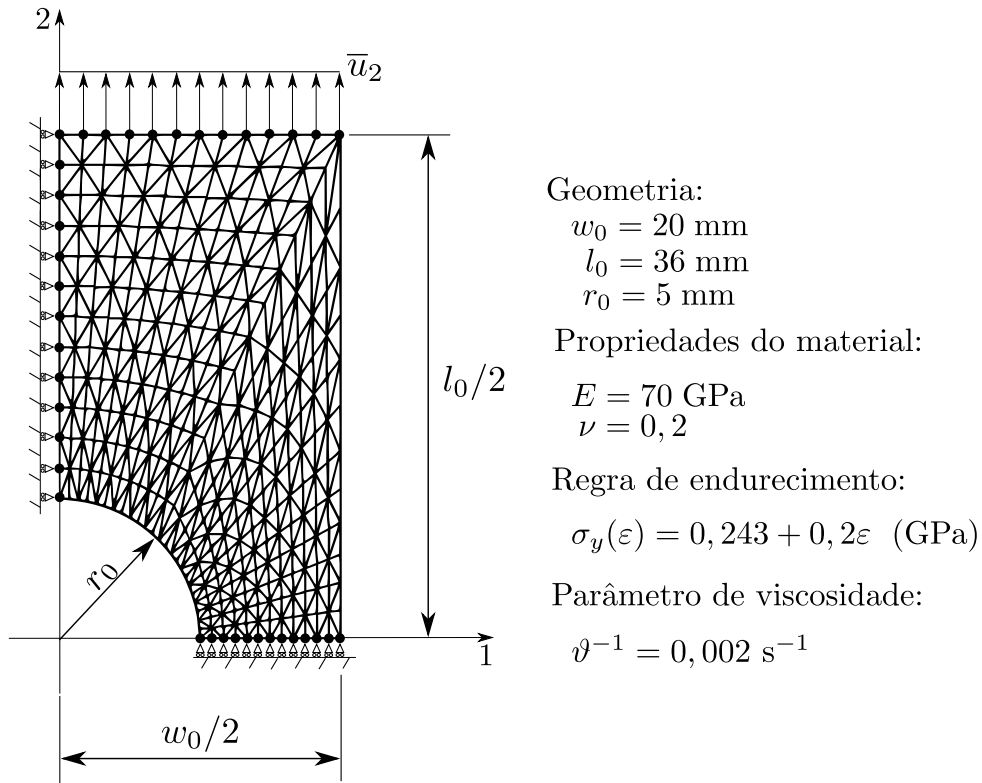 2
u̅₂
l₀/2
r₀
1
w₀/2
Geometria:
w₀ = 20 mm
l₀ = 36 mm
r₀ = 5 mm
Propriedades do material:
E = 70 GPa
ν = 0,2
Regra de endurecimento:
σᵧ(ε) = 0,243 + 0,2ε (GPa)
Parâmetro de viscosidade:
ϑ⁻¹ = 0,002 s⁻¹